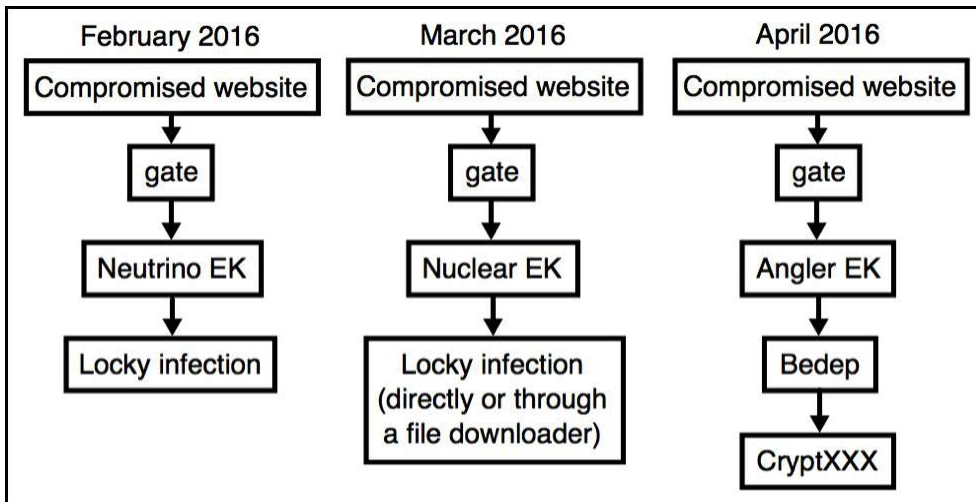 February 2016
Compromised website
gate
Neutrino EK
Locky infection
March 2016
Compromised website
gate
Nuclear EK
Locky infection
(directly or through
a file downloader)
April 2016
Compromised website
gate
Angler EK
Bedep
CryptXXX